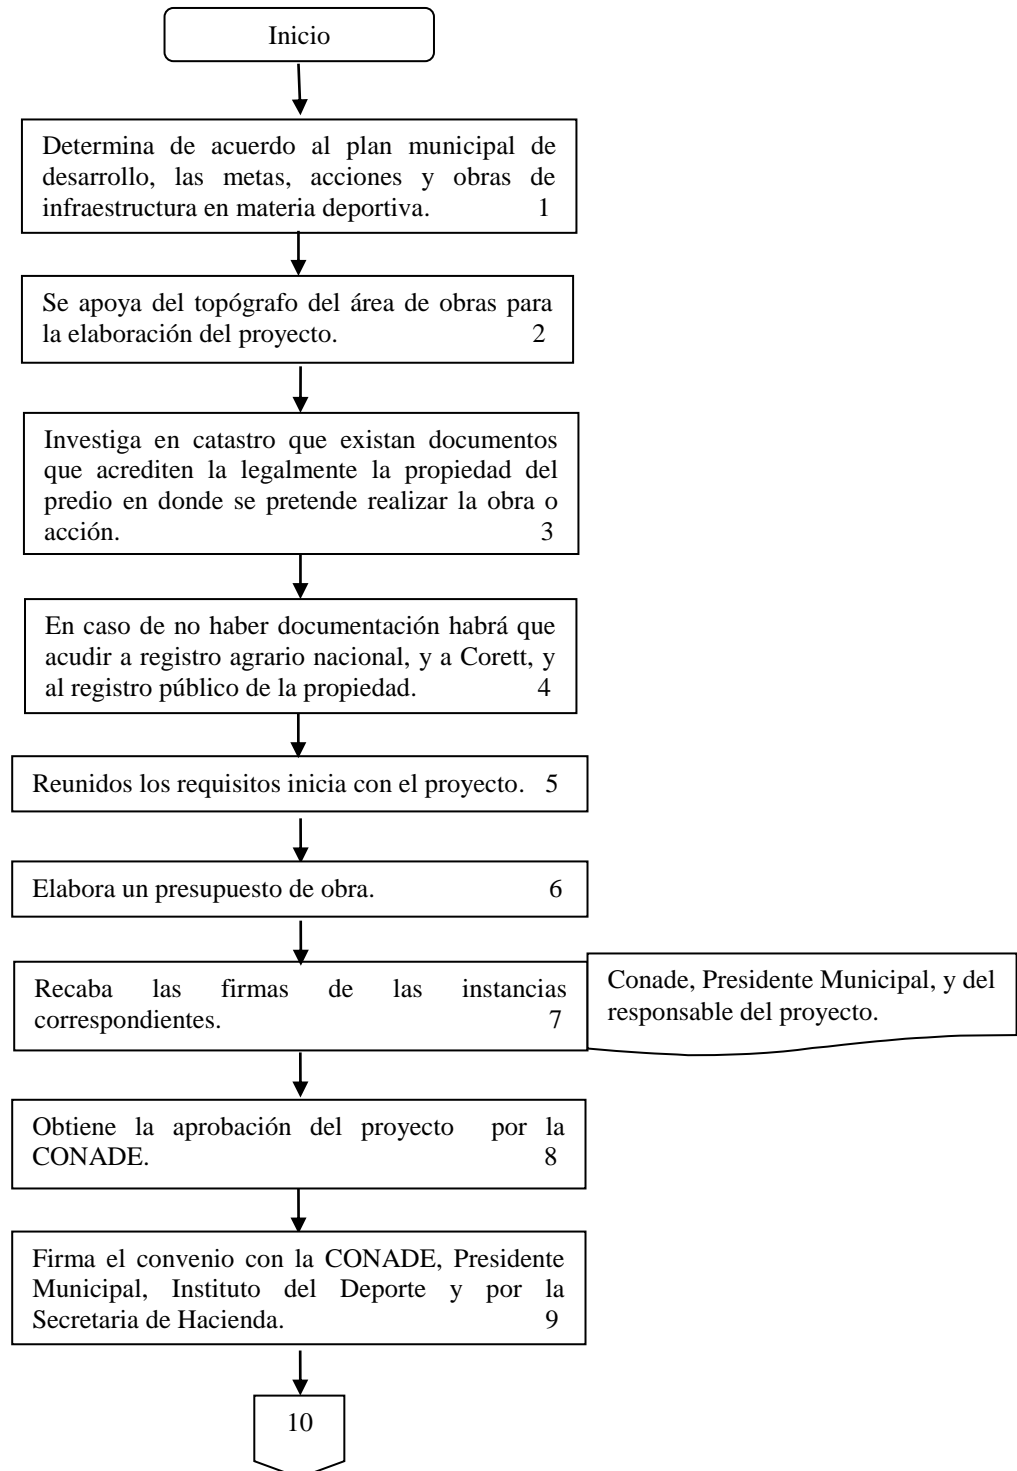 Inicio
Determina de acuerdo al plan municipal de
desarrollo, las metas, acciones y obras de
infraestructura en materia deportiva. 1
Se apoya del topógrafo del área de obras para
la elaboración del proyecto. 2
Investiga en catastro que existan documentos
que acrediten la legalmente la propiedad del
predio en donde se pretende realizar la obra o
acción. 3
En caso de no haber documentación habrá que
acudir a registro agrario nacional, y a Corett, y
al registro público de la propiedad. 4
Reunidos los requisitos inicia con el proyecto. 5
Elabora un presupuesto de obra. 6
Recaba las firmas de las instancias
correspondientes. 7
Conade, Presidente Municipal, y del
responsable del proyecto.
Obtiene la aprobación del proyecto por la
CONADE. 8
Firma el convenio con la CONADE, Presidente
Municipal, Instituto del Deporte y por la
Secretaria de Hacienda. 9
10